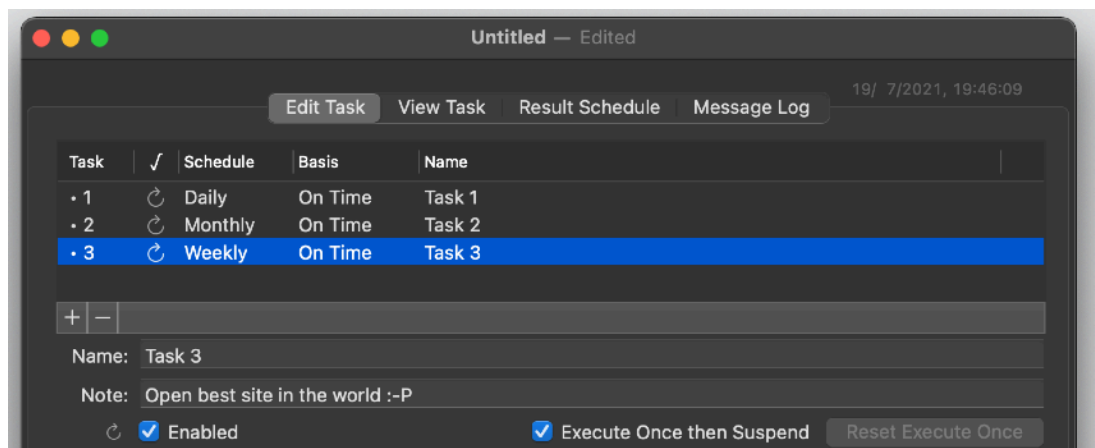 Untitled — Edited
19/ 7/2021, 19:46:09
Edit Task View Task Result Schedule Message Log
Task √ Schedule Basis Name
• 1 Daily On Time Task 1
• 2 Monthly On Time Task 2
• 3 Weekly On Time Task 3
+ −
Name: Task 3
Note: Open best site in the world :-P
Enabled Execute Once then Suspend Reset Execute Once